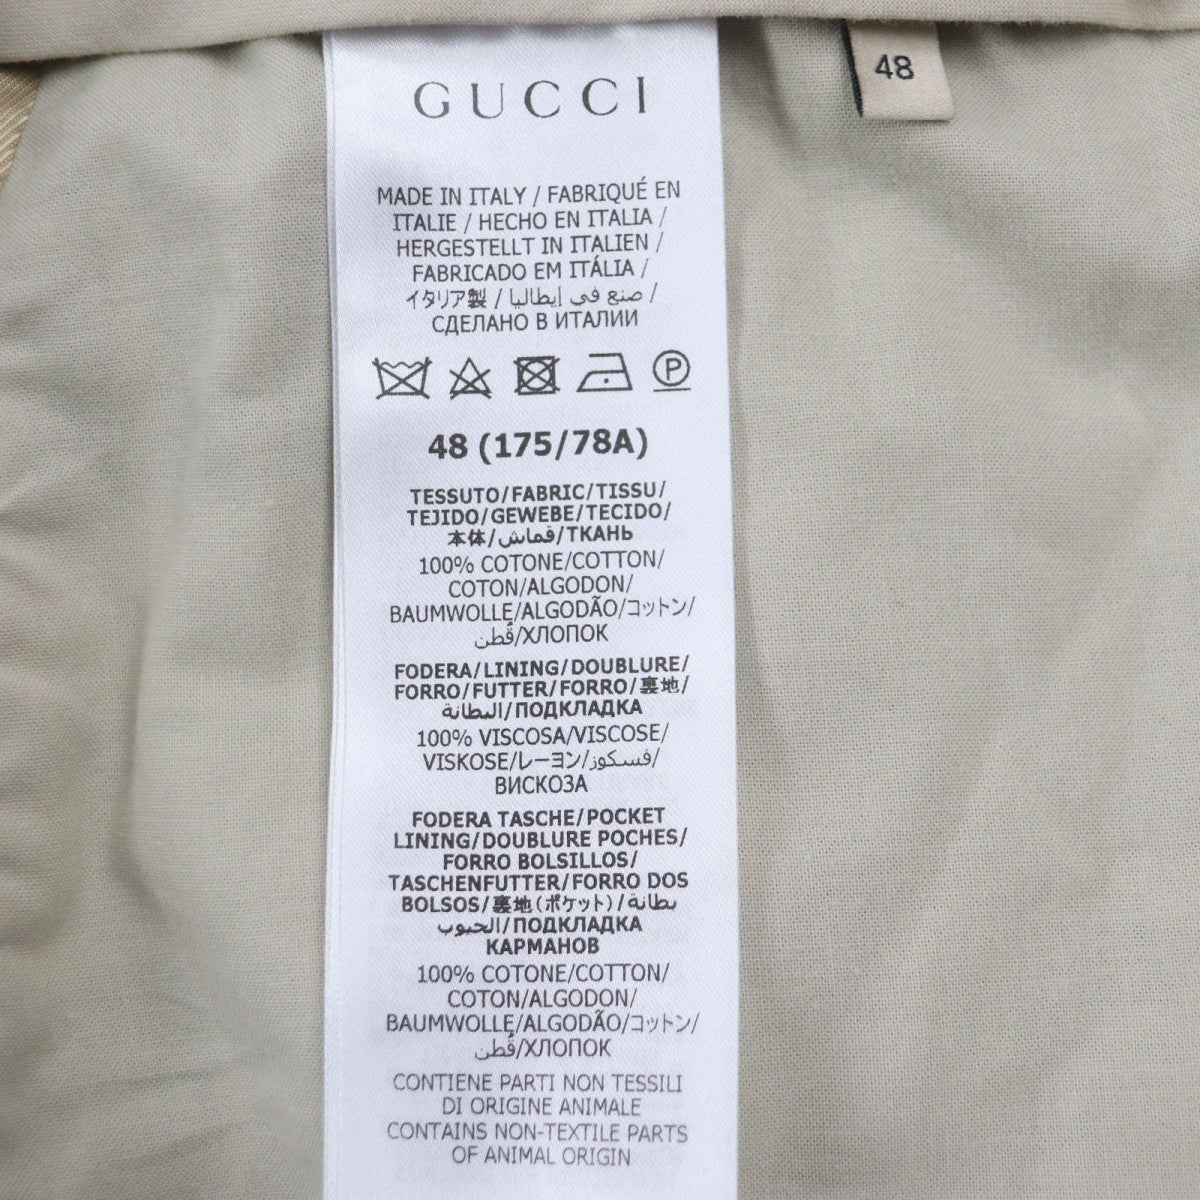 GUCCI
48
MADE IN ITALY / FABRIQUÉ EN
ITALIE / HECHO EN ITALIA /
HERGESTELLT IN ITALIEN /
FABRICADO EM ITÁLIA /
イタリア製 / صنع في إيطاليا /
СДЕЛАНО В ИТАЛИИ
P
48 (175/78A)
TESSUTO/FABRIC/TISSU/
TEJIDO/GEWEBE/TECIDO/
本体/قماش/ТКАНЬ
100% COTONE/COTTON/
COTON/ALGODON/
BAUMWOLLE/ALGODÃO/コットン/
قُطن/ХЛОПОК
FODERA/LINING/DOUBLURE/
FORRO/FUTTER/FORRO/裏地/
البطانة/ПОДКЛАДКА
100% VISCOSA/VISCOSE/
VISKOSE/レーヨン/فسكوز/
ВИСКОЗА
FODERA TASCHE/POCKET
LINING/DOUBLURE POCHES/
FORRO BOLSILLOS/
TASCHENFUTTER/FORRO DOS
BOLSOS/裏地(ポケット)/بطانة
الجيوب/ПОДКЛАДКА
КАРМАНОВ
100% COTONE/COTTON/
COTON/ALGODON/
BAUMWOLLE/ALGODÃO/コットン/
قُطن/ХЛОПОК
CONTIENE PARTI NON TESSILI
DI ORIGINE ANIMALE
CONTAINS NON-TEXTILE PARTS
OF ANIMAL ORIGIN